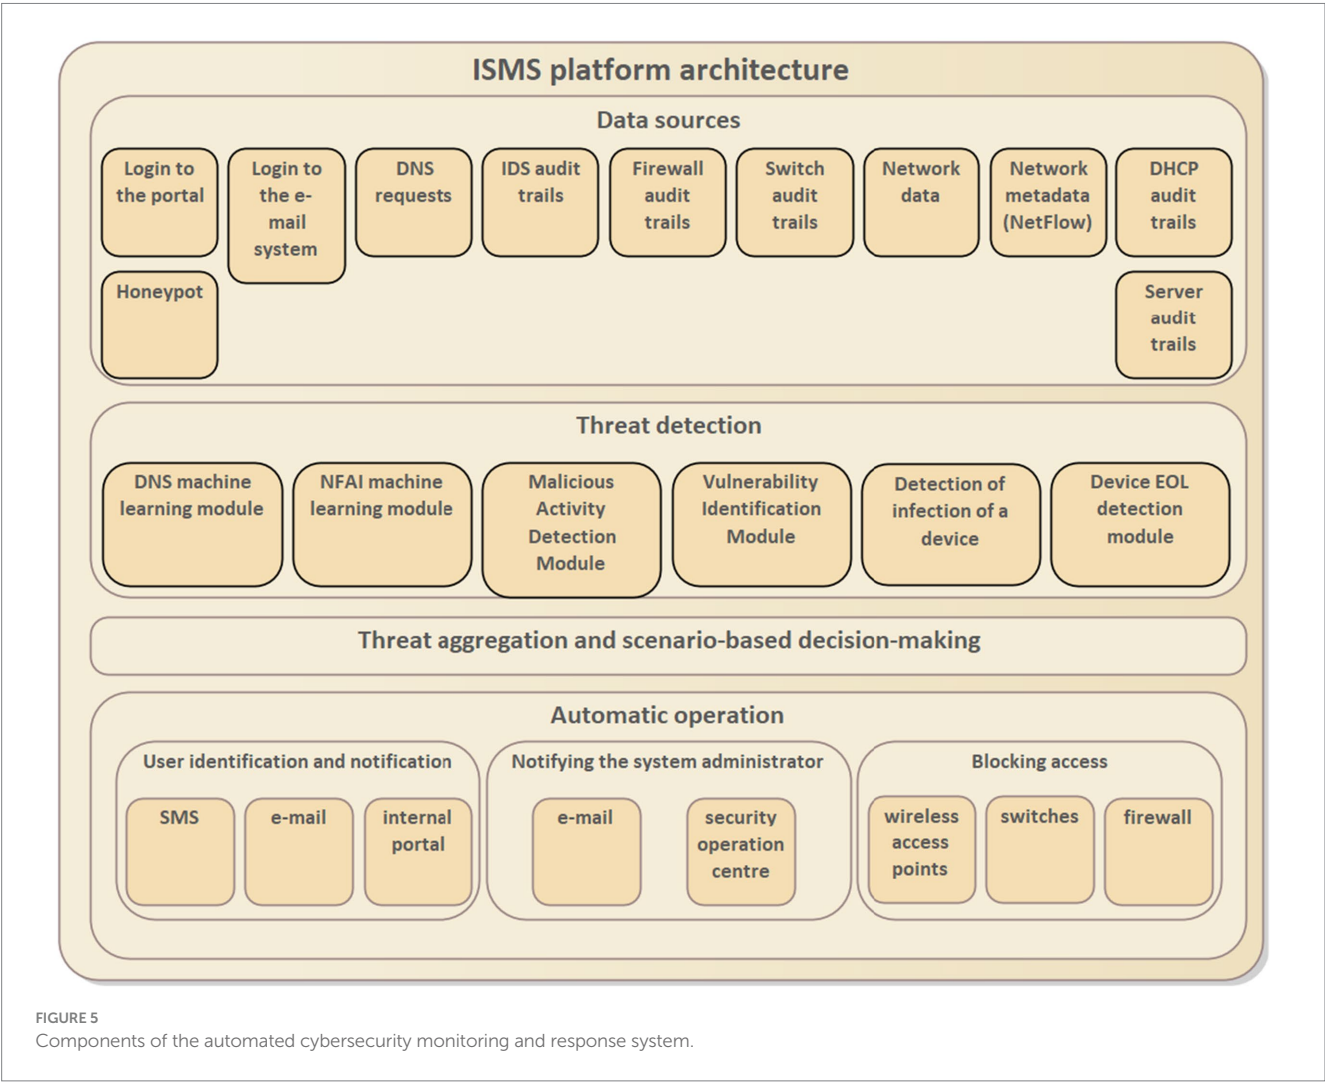 ISMS platform architecture
Data sources
Login to
the portal
Login to
the e-
mail
system
DNS
requests
IDS audit
trails
Firewall
audit
trails
Switch
audit
trails
Network
data
Network
metadata
(NetFlow)
DHCP
audit
trails
Honeypot
Server
audit
trails
Threat detection
DNS machine
learning module
NFAI machine
learning module
Malicious
Activity
Detection
Module
Vulnerability
Identification
Module
Detection of
infection of a
device
Device EOL
detection
module
Threat aggregation and scenario-based decision-making
Automatic operation
User identification and notification
SMS
e-mail
internal
portal
Notifying the system administrator
e-mail
security
operation
centre
Blocking access
wireless
access
points
switches
firewall
FIGURE 5
Components of the automated cybersecurity monitoring and response system.